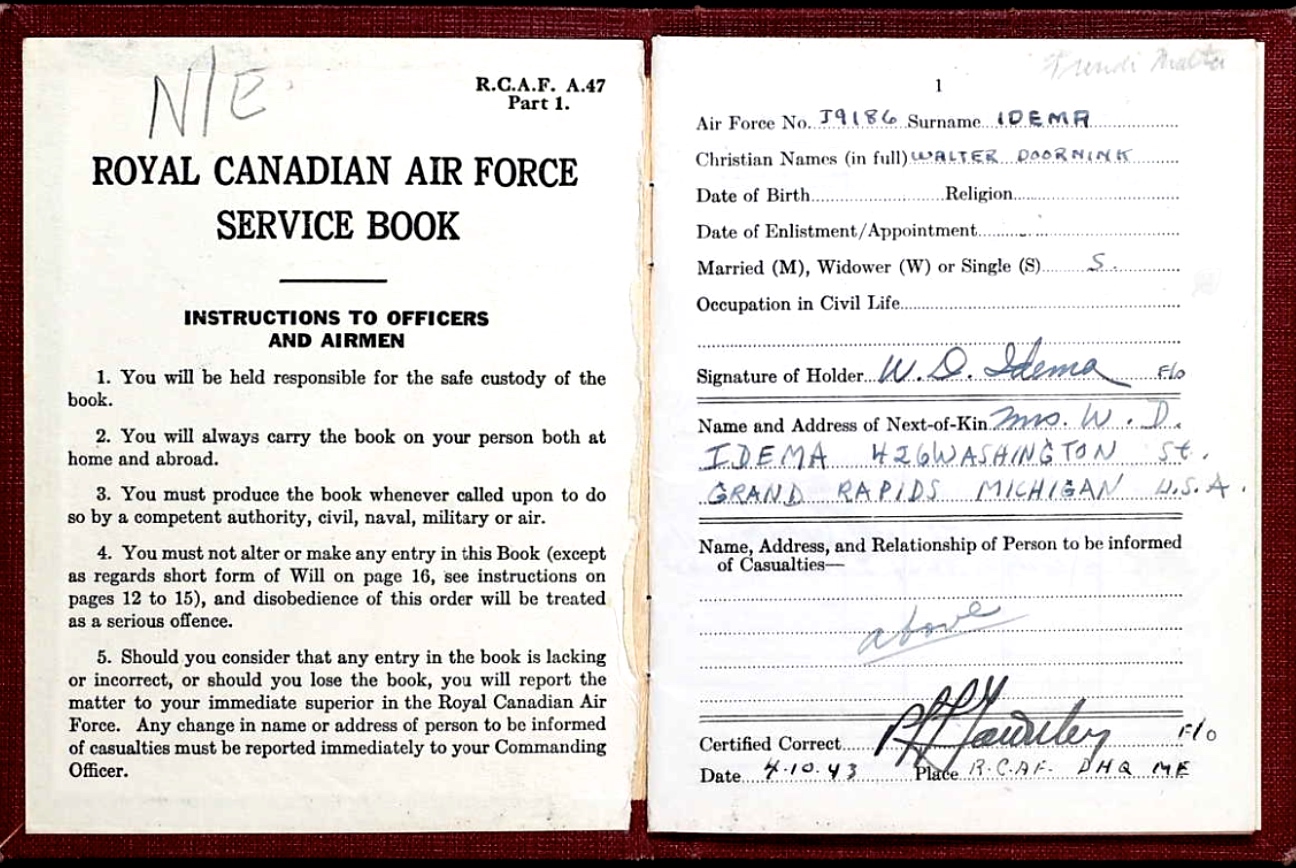 N/E
R.C.A.F. A.47
Part 1.
ROYAL CANADIAN AIR FORCE
SERVICE BOOK
INSTRUCTIONS TO OFFICERS
AND AIRMEN
1. You will be held responsible for the safe custody of the
book.
2. You will always carry the book on your person both at
home and abroad.
3. You must produce the book whenever called upon to do
so by a competent authority, civil, naval, military or air.
4. You must not alter or make any entry in this Book (except
as regards short form of Will on page 16, see instructions on
pages 12 to 15), and disobedience of this order will be treated
as a serious offence.
5. Should you consider that any entry in the book is lacking
or incorrect, or should you lose the book, you will report the
matter to your immediate superior in the Royal Canadian Air
Force. Any change in name or address of person to be informed
of casualties must be reported immediately to your Commanding
Officer.
Malta
1
Air Force No. J9186 Surname IDEMA
Christian Names (in full) WALTER DOORNINK
Date of Birth Religion
Date of Enlistment/Appointment
Married (M), Widower (W) or Single (S) S.
Occupation in Civil Life
Signature of Holder W. D. Idema F/o
Name and Address of Next-of-Kin Mrs. W. D.
IDEMA 426 WASHINGTON St.
GRAND RAPIDS MICHIGAN U.S.A.
Name, Address, and Relationship of Person to be informed
of Casualties—
above
Certified Correct F/o
Date 4.10.43 Place R.C.AF. DHQ ME